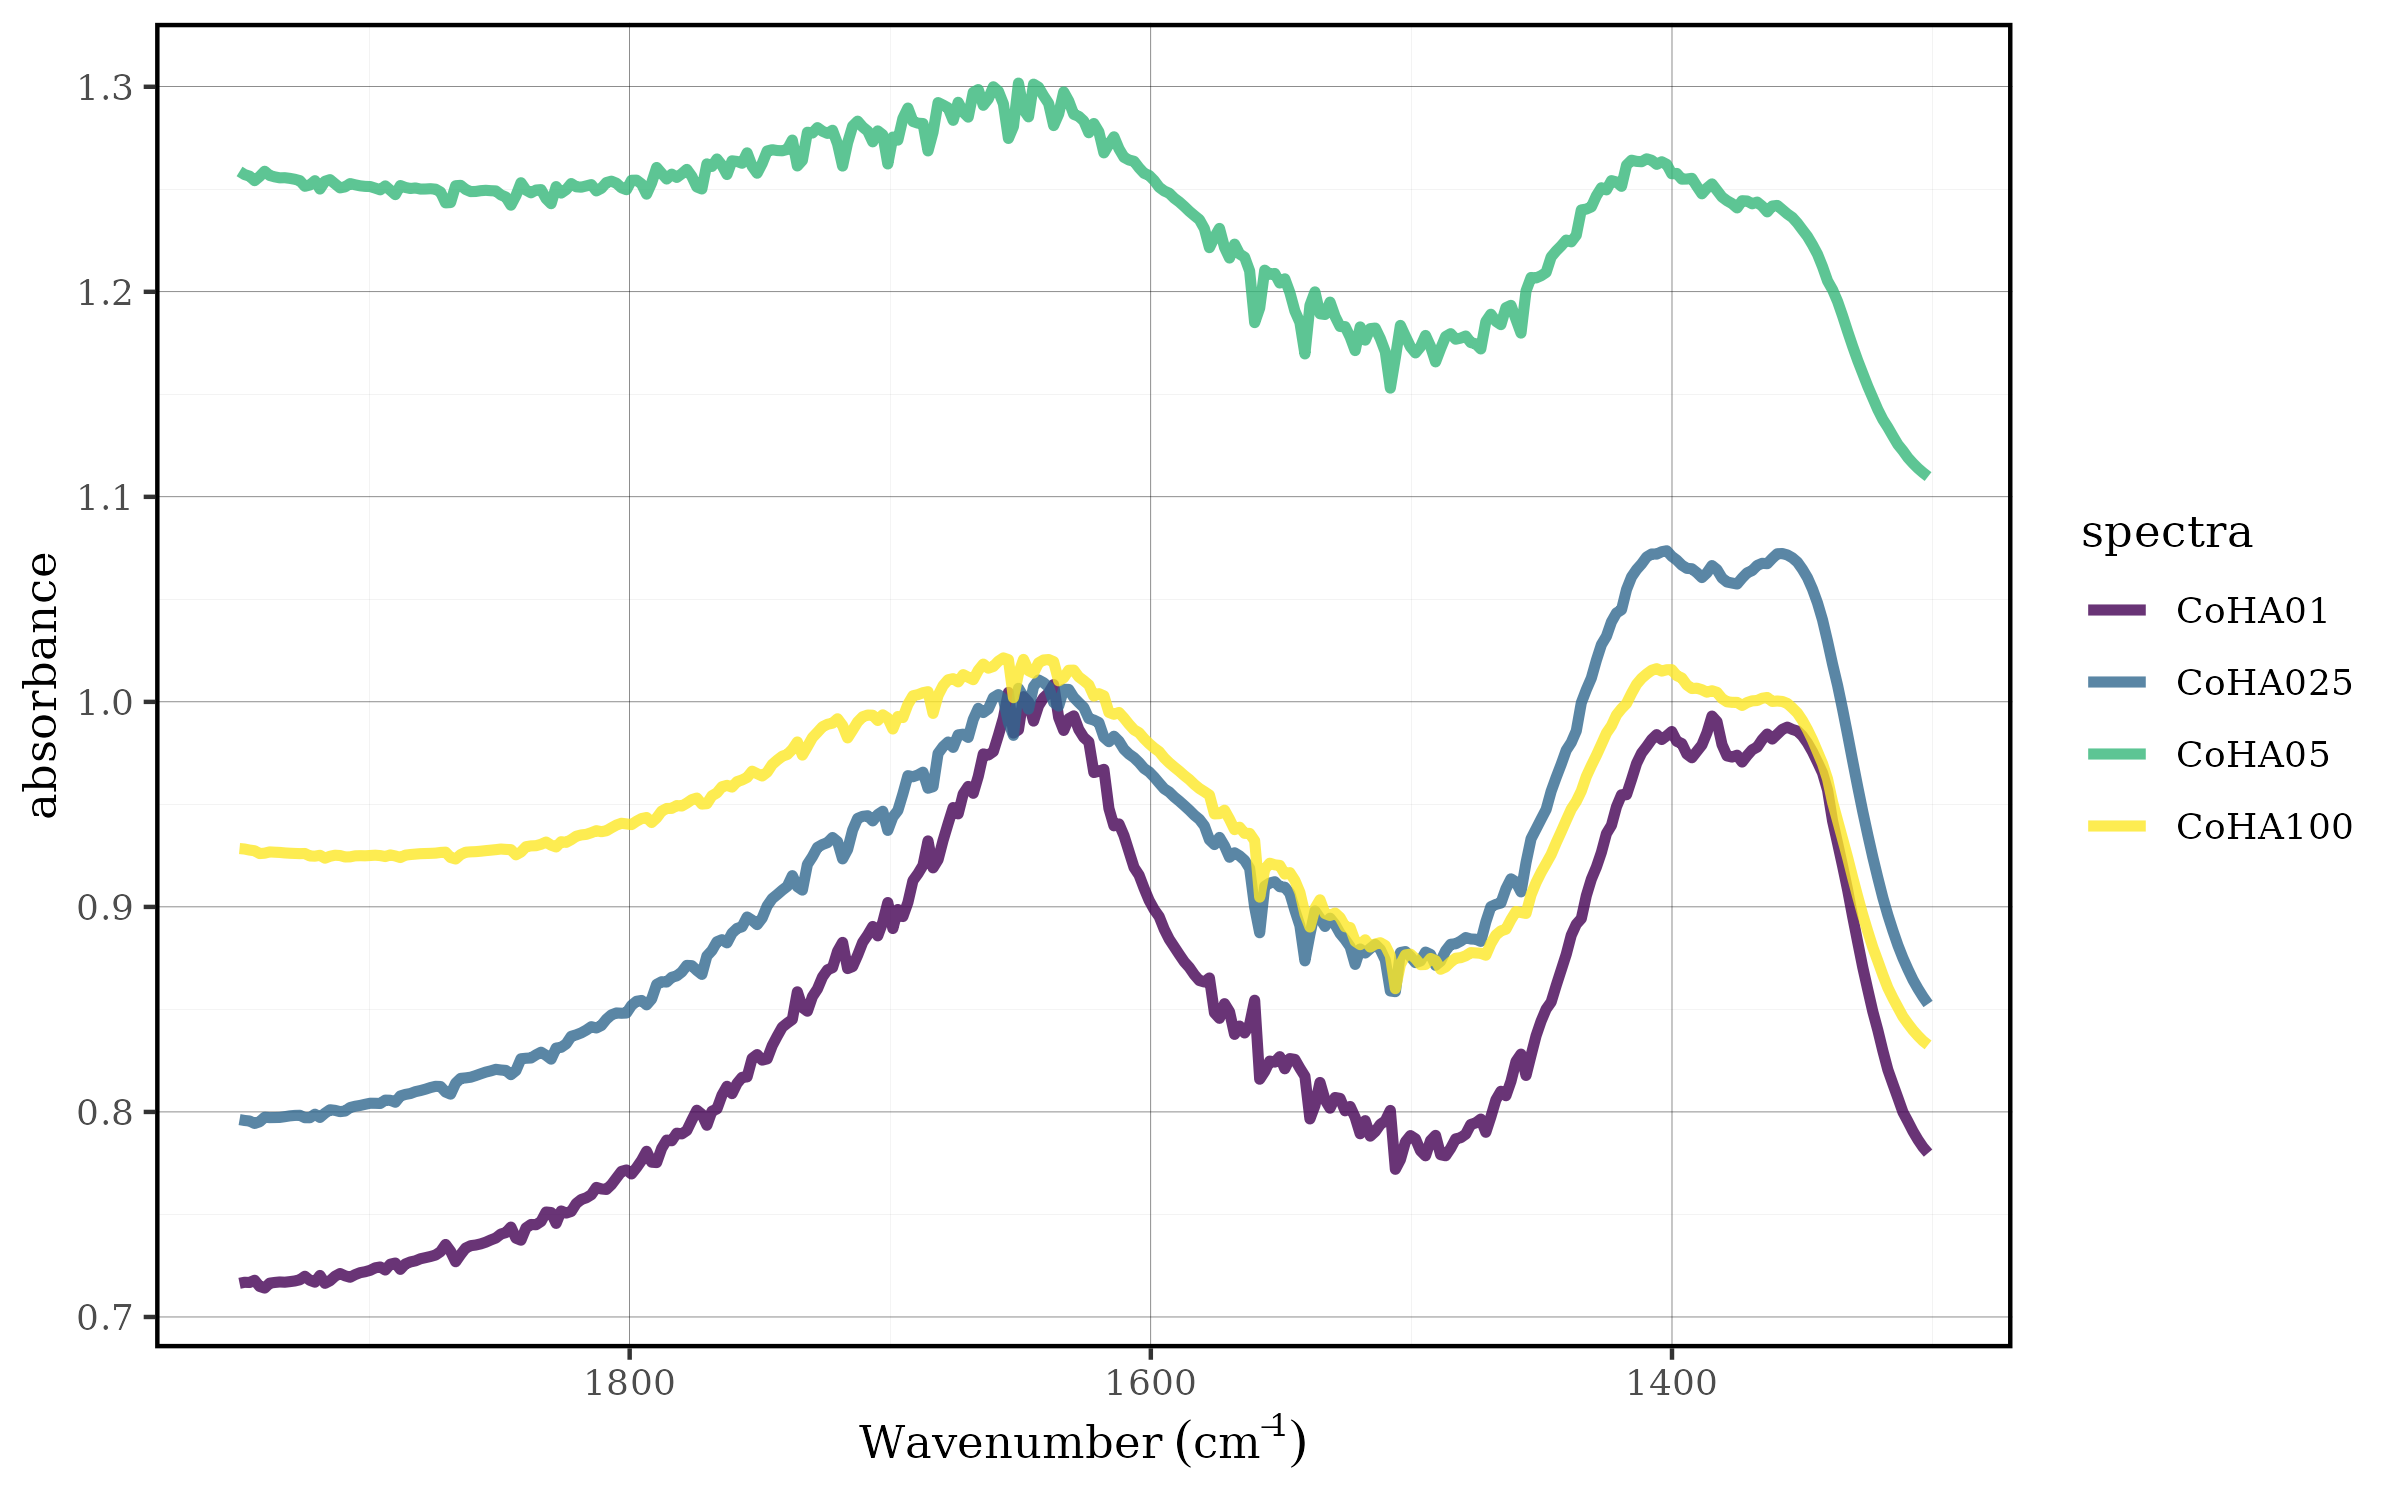 1.3
1.2
1.1
1.0
0.9
0.8
0.7
absorbance
1800 1600 1400
Wavenumber (cm⁻¹)
spectra
CoHA01
CoHA025
CoHA05
CoHA100